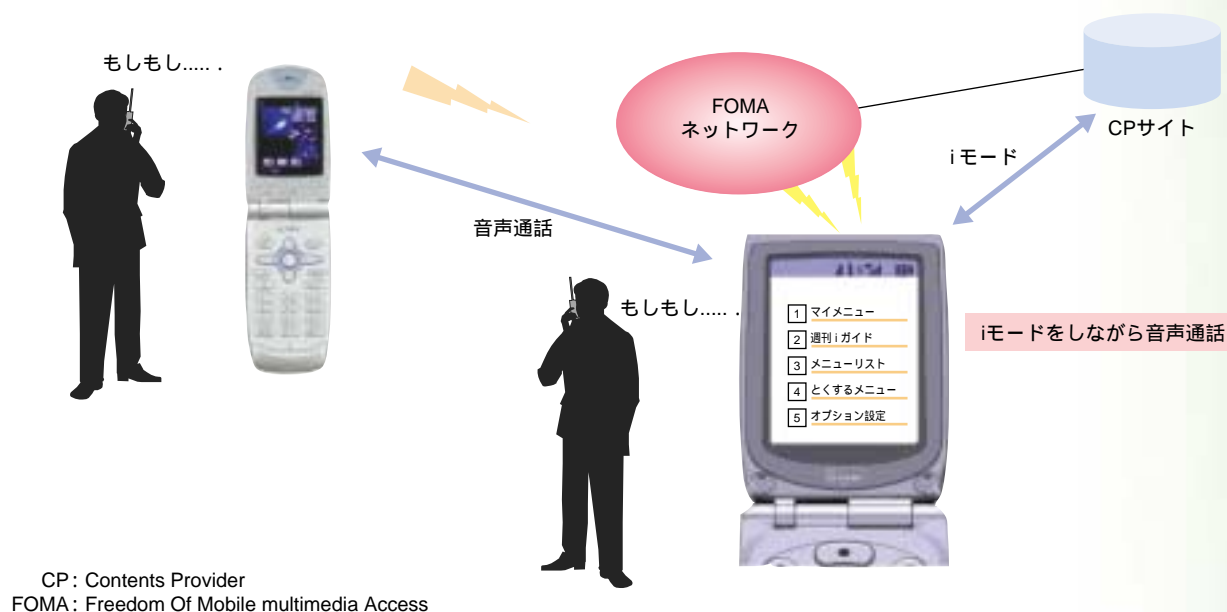 もしもし..... .
FOMA
ネットワーク
CPサイト
iモード
音声通話
もしもし..... .
1 マイメニュー
2 週刊iガイド
3 メニューリスト
4 とくするメニュー
5 オプション設定
iモードをしながら音声通話
CP: Contents Provider
FOMA: Freedom Of Mobile multimedia Access